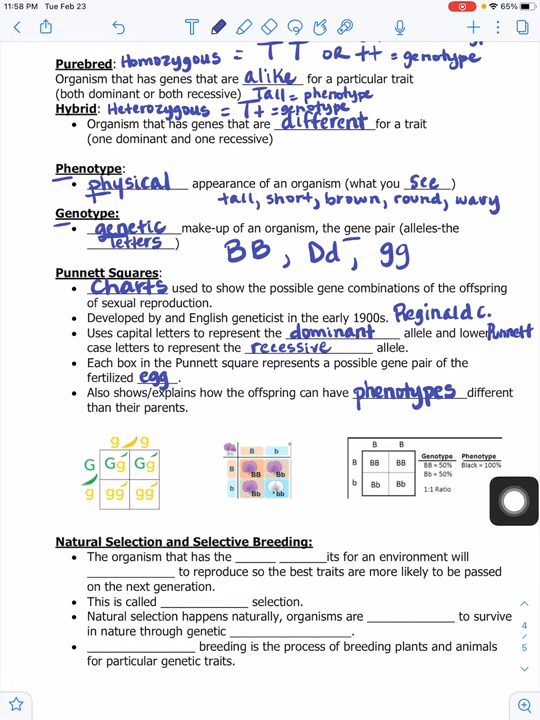 11:58 PM Tue Feb 23
65%
Purebred: Homozygous = TT OR tt = genotype
Organism that has genes that are alike for a particular trait
(both dominant or both recessive) Tall = phenotype
Hybrid: Heterozygous = Tt = genotype
• Organism that has genes that are different for a trait
(one dominant and one recessive)
Phenotype:
• physical appearance of an organism (what you see)
tall, short, brown, round, wavy
Genotype:
• genetic make-up of an organism, the gene pair (alleles-the
letters)
BB, Dd, gg
Punnett Squares:
• Charts used to show the possible gene combinations of the offspring
of sexual reproduction.
• Developed by and English geneticist in the early 1900s. Reginald C. Punnett
• Uses capital letters to represent the dominant allele and lower
case letters to represent the recessive allele.
• Each box in the Punnett square represents a possible gene pair of the
fertilized egg.
• Also shows/explains how the offspring can have phenotypes different
than their parents.
g g
G Gg Gg
g gg gg
B b
B BB Bb
b Bb bb
B B
B BB BB
b Bb Bb
Genotype Phenotype
BB = 50% Black = 100%
Bb = 50%
1:1 Ratio
Natural Selection and Selective Breeding:
• The organism that has the ______ ______its for an environment will
____________ to reproduce so the best traits are more likely to be passed
on the next generation.
• This is called ____________ selection.
• Natural selection happens naturally, organisms are ____________ to survive
in nature through genetic ________________.
• ______________ breeding is the process of breeding plants and animals
for particular genetic traits.
4
/
5